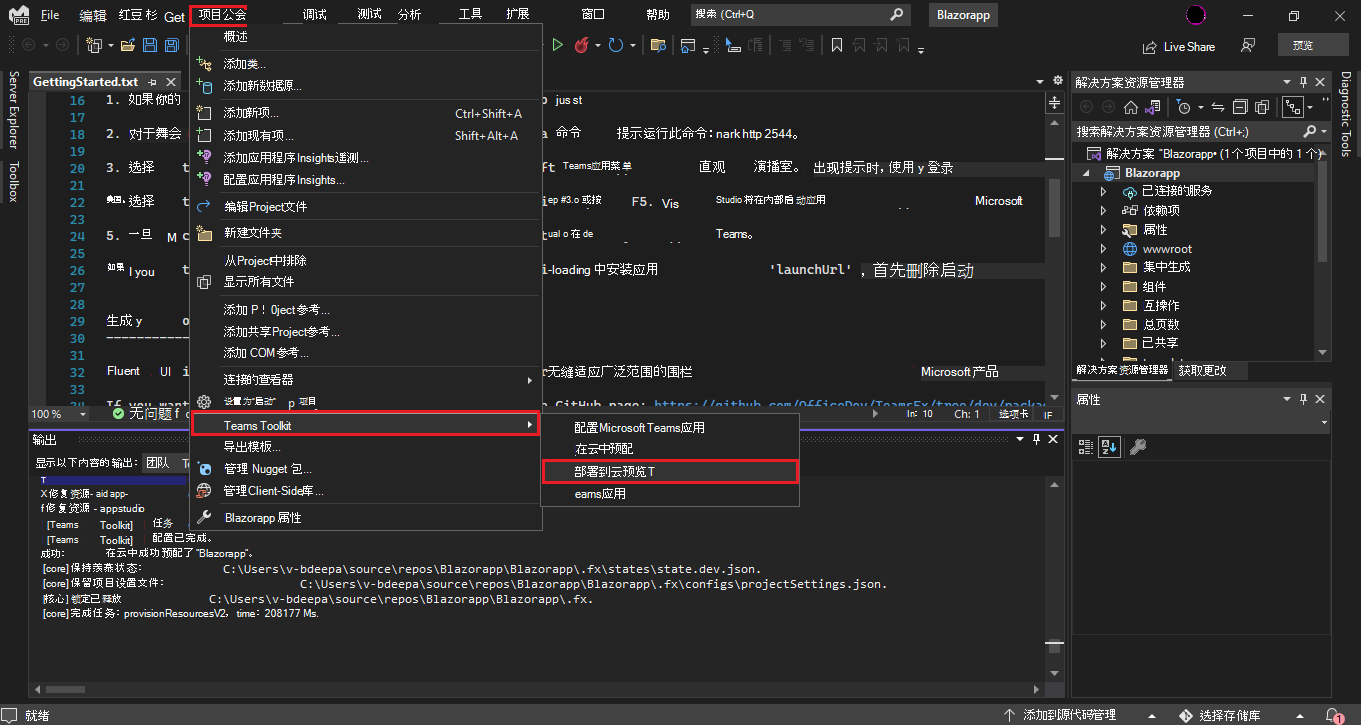 File 编辑 红豆 杉 Get 项目公会 调试 测试 分析 工具 扩展 窗口 帮助 搜索 (Ctrl+Q Blazorapp
Live Share 预览
Server Explorer
Toolbox
GettingStarted.txt
16 1. 如果你的 jus st
17
18 2. 对于舞会 命令 提示运行此命令：nark http 2544。
19
20 3. 选择 t ft Teams应用菜单 直观 演播室。 出现提示时，使用 y 登录
21
22 典型。选择 t ep #3.o 或按 F5. Vis Studio 将在内部启动应用 Microsoft
23
24 5. 一旦 M c tual o 在 de Teams。
25
26 如果 I you t i-loading 中安装应用 'launchUrl' ，首先删除启动
27
28
29 生成 y o
30 -----------
31
32 Fluent UI i r无缝适应广泛范围的围栏 Microsoft 产品
33
34 If you want GitHub page: https://github.com/OfficeDev/TeamsFx/tree/dev/packa
100 % 无问题 f o In: 10 Ch: 1 选项卡 IF
概述
添加类...
添加新数据源...
添加新项... Ctrl+Shift+A
添加现有项... Shift+Alt+A
添加应用程序Insights遥测...
配置应用程序Insights...
编辑Project文件
新建文件夹
从Project中排除
显示所有文件
添加 P！0ject 参考...
添加共享Project参考...
添加 COM 参考...
连接的查看器
设置为"启动" p 项目
Teams Toolkit
导出模板...
管理 Nugget 包...
管理Client-Side库...
Blazorapp 属性
配置Microsoft Teams应用
在云中预配
部署到云预览 T
eams应用
输出
显示以下内容的输出： 团队 To
T
X 修复资源- aid app-
f 修复资源 - appstudio
[Teams Toolkit] 任务
[Teams Toolkit] 配置已完成。
成功： 在云中成功预配了 "Blazorapp"。
[core]保持羡慕状态： C:\Users\v-bdeepa\source\repos\Blazorapp\Blazorapp\.fx\states\state.dev.json.
[core]保留项目设置文件： C:\Users\v-bdeepa\source\repos\Blazorapp\Blazorapp\.fx\configs\projectSettings.json.
[核心]锁定已释放 C:\Users\v-bdeepa\source\repos\Blazorapp\Blazorapp\.fx.
[core]完成任务：provisionResourcesV2，time：208177 Ms.
解决方案资源管理器
搜索解决方案资源管理器 (Ctrl+;)
解决方案 "Blazorapp• (1 个项目中的 1 个)
Blazorapp
已连接的服务
依赖项
属性
wwwroot
集中生成
组件
互操作
总页数
已共享
解决方案资源管理器 获取更改
属性
Diagnostic Tools
就绪 添加到源代码管理 选择存储库 1